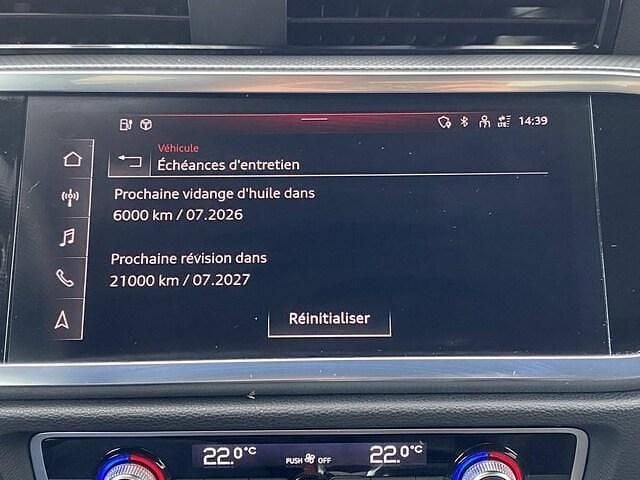 14:39
Véhicule
Échéances d'entretien
Prochaine vidange d'huile dans
6000 km / 07.2026
Prochaine révision dans
21000 km / 07.2027
Réinitialiser
22.0°C PUSH OFF 22.0°C